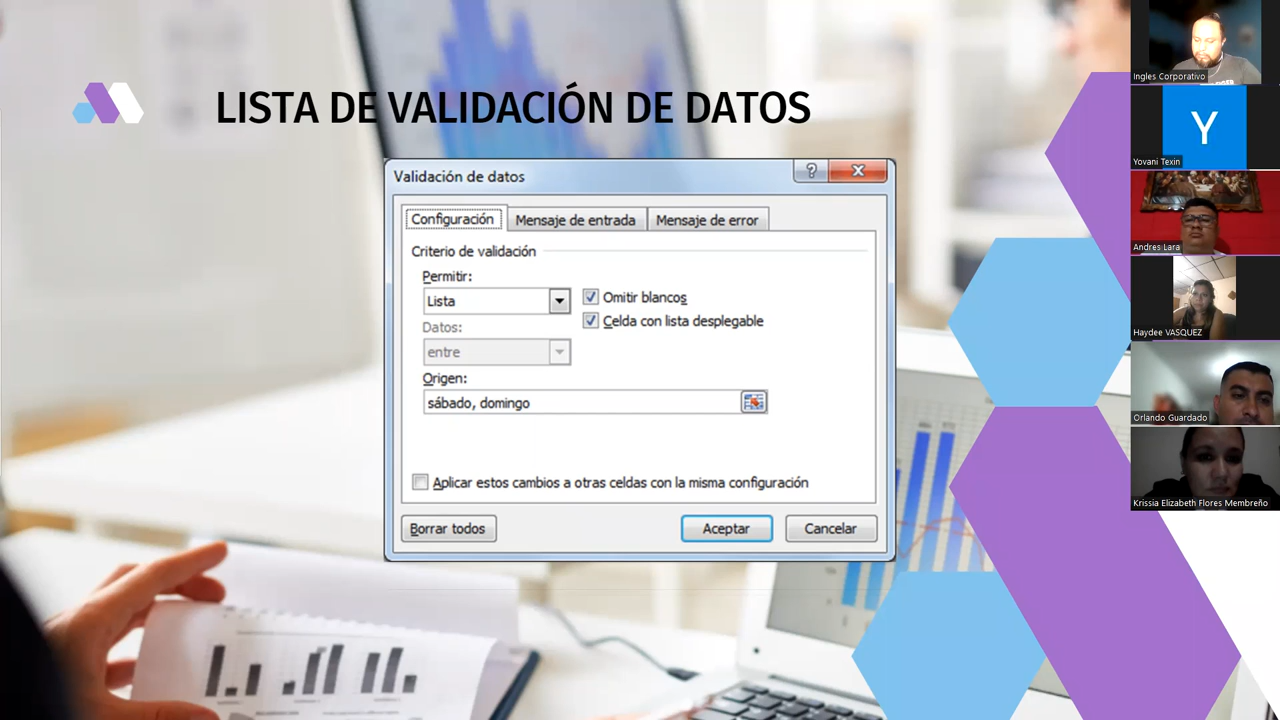 LISTA DE VALIDACIÓN DE DATOS
Validación de datos
Configuración
Mensaje de entrada
Mensaje de error
Criterio de validación
Permitir:
Lista
Omitir blancos
Celda con lista desplegable
Datos:
entre
Origen:
sábado, domingo
Aplicar estos cambios a otras celdas con la misma configuración
Borrar todos
Aceptar
Cancelar
Ingles Corporativo
Y
Yovani Texin
Andres Lara
Haydee VASQUEZ
Orlando Guardado
Krissia Elizabeth Flores Membreño